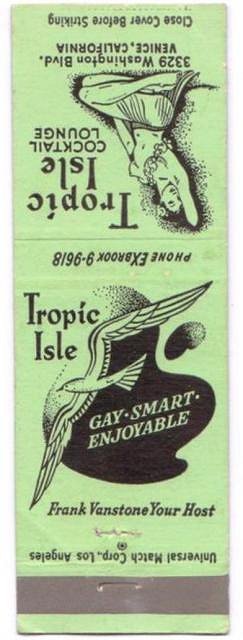 Close Cover Before Striking
3329 Washington Blvd.
VENICE, CALIFORNIA
Tropic
Isle
COCKTAIL
LOUNGE
PHONE EXBROOK 9-9618
Tropic
Isle
GAY·SMART·
ENJOYABLE
Frank Vanstone Your Host
Universal Match Corp., Los Angeles